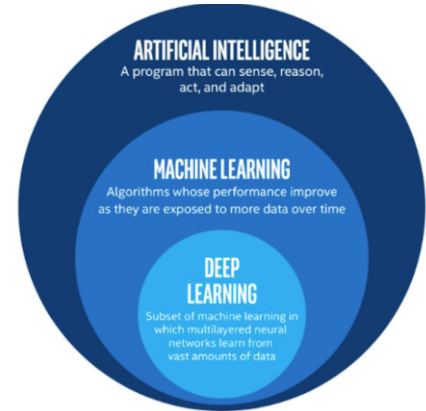 ARTIFICIAL INTELLIGENCE
A program that can sense, reason,
act, and adapt
MACHINE LEARNING
Algorithms whose performance improve
as they are exposed to more data over time
DEEP
LEARNING
Subset of machine learning in
which multilayered neural
networks learn from
vast amounts of data